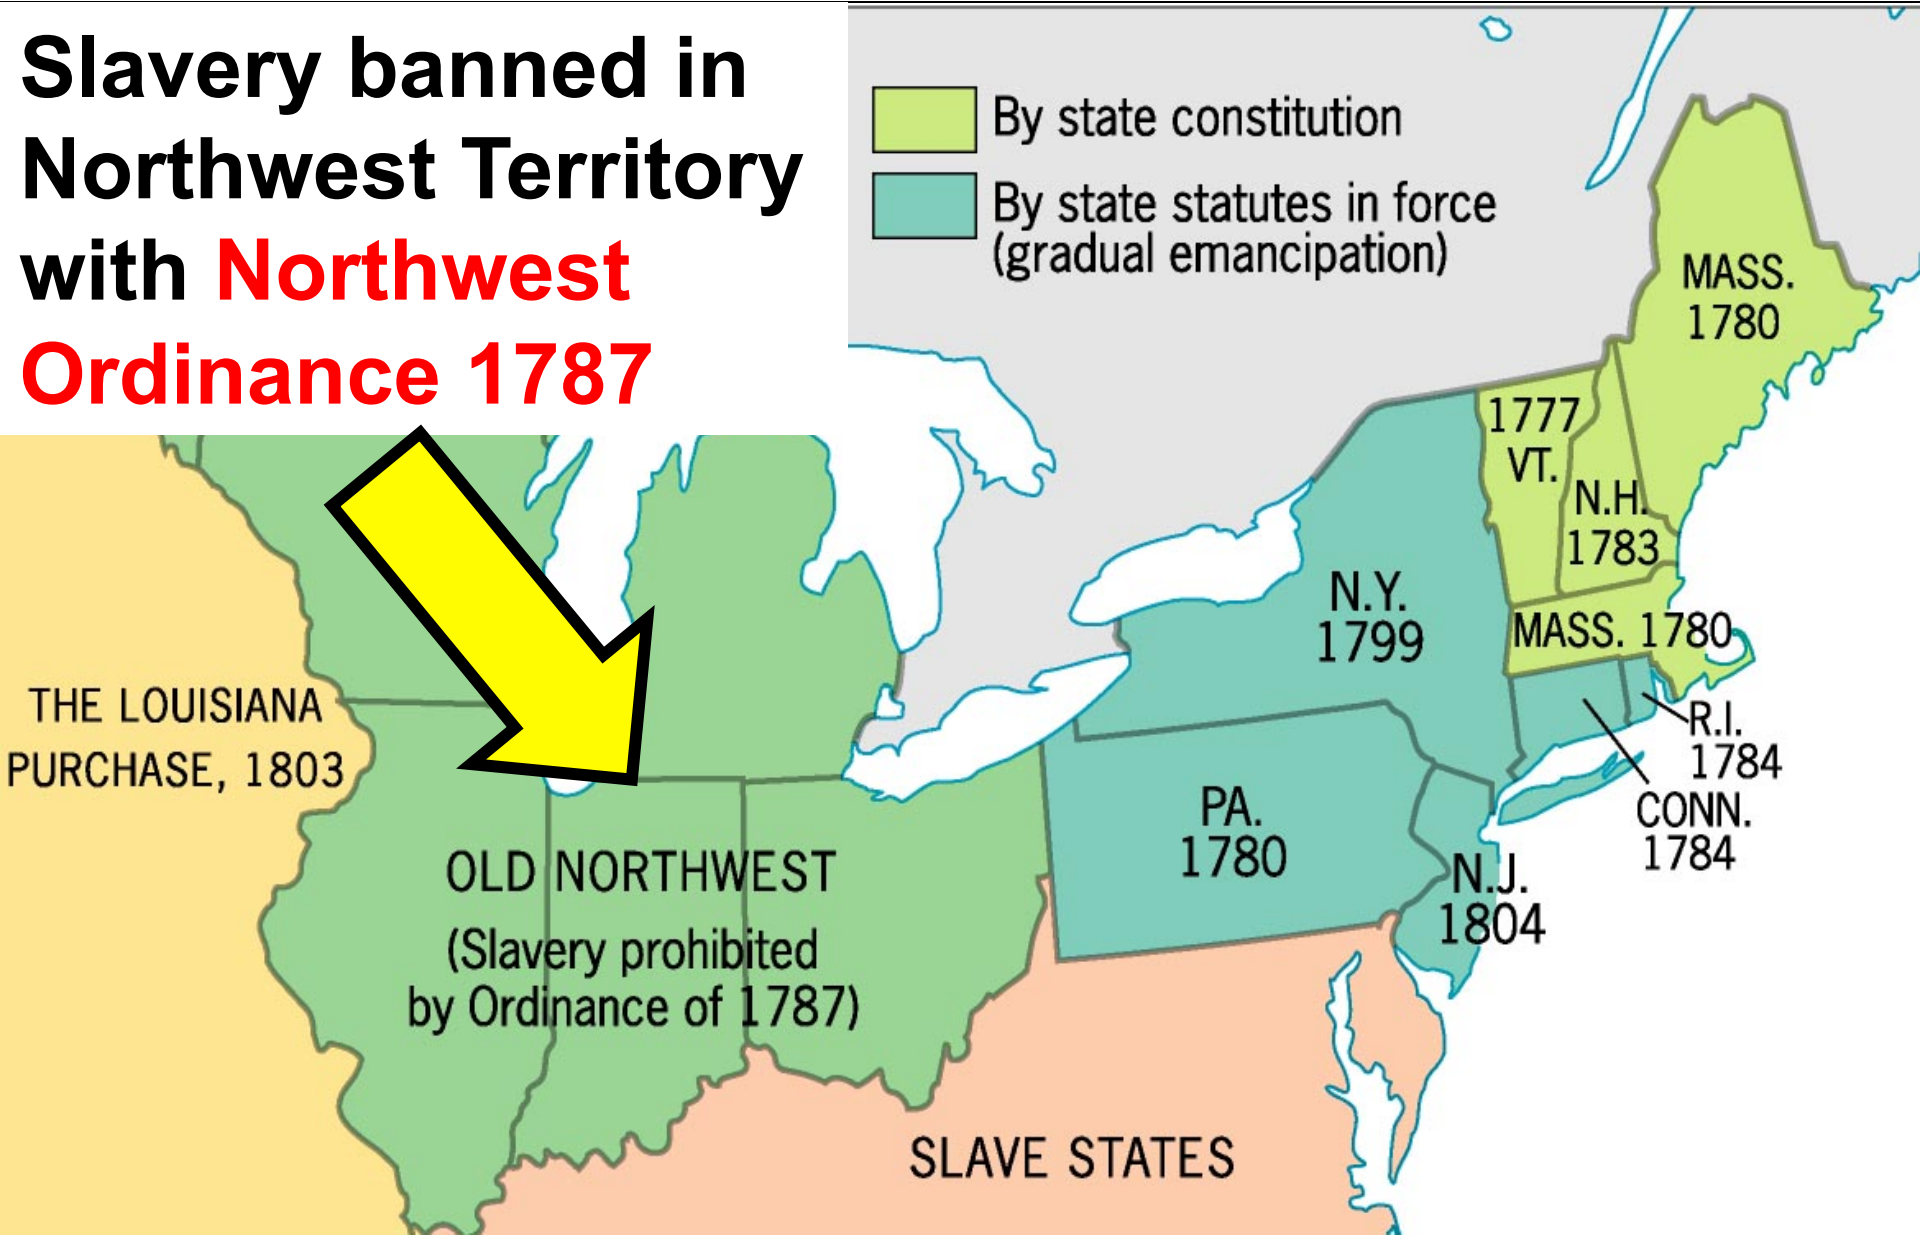 Slavery banned in
Northwest Territory
with Northwest
Ordinance 1787
By state constitution
By state statutes in force
(gradual emancipation)
MASS.
1780
1777
VT.
N.H.
1783
N.Y.
1799
MASS. 1780
R.I.
1784
CONN.
1784
THE LOUISIANA
PURCHASE, 1803
PA.
1780
N.J.
1804
OLD NORTHWEST
(Slavery prohibited
by Ordinance of 1787)
SLAVE STATES